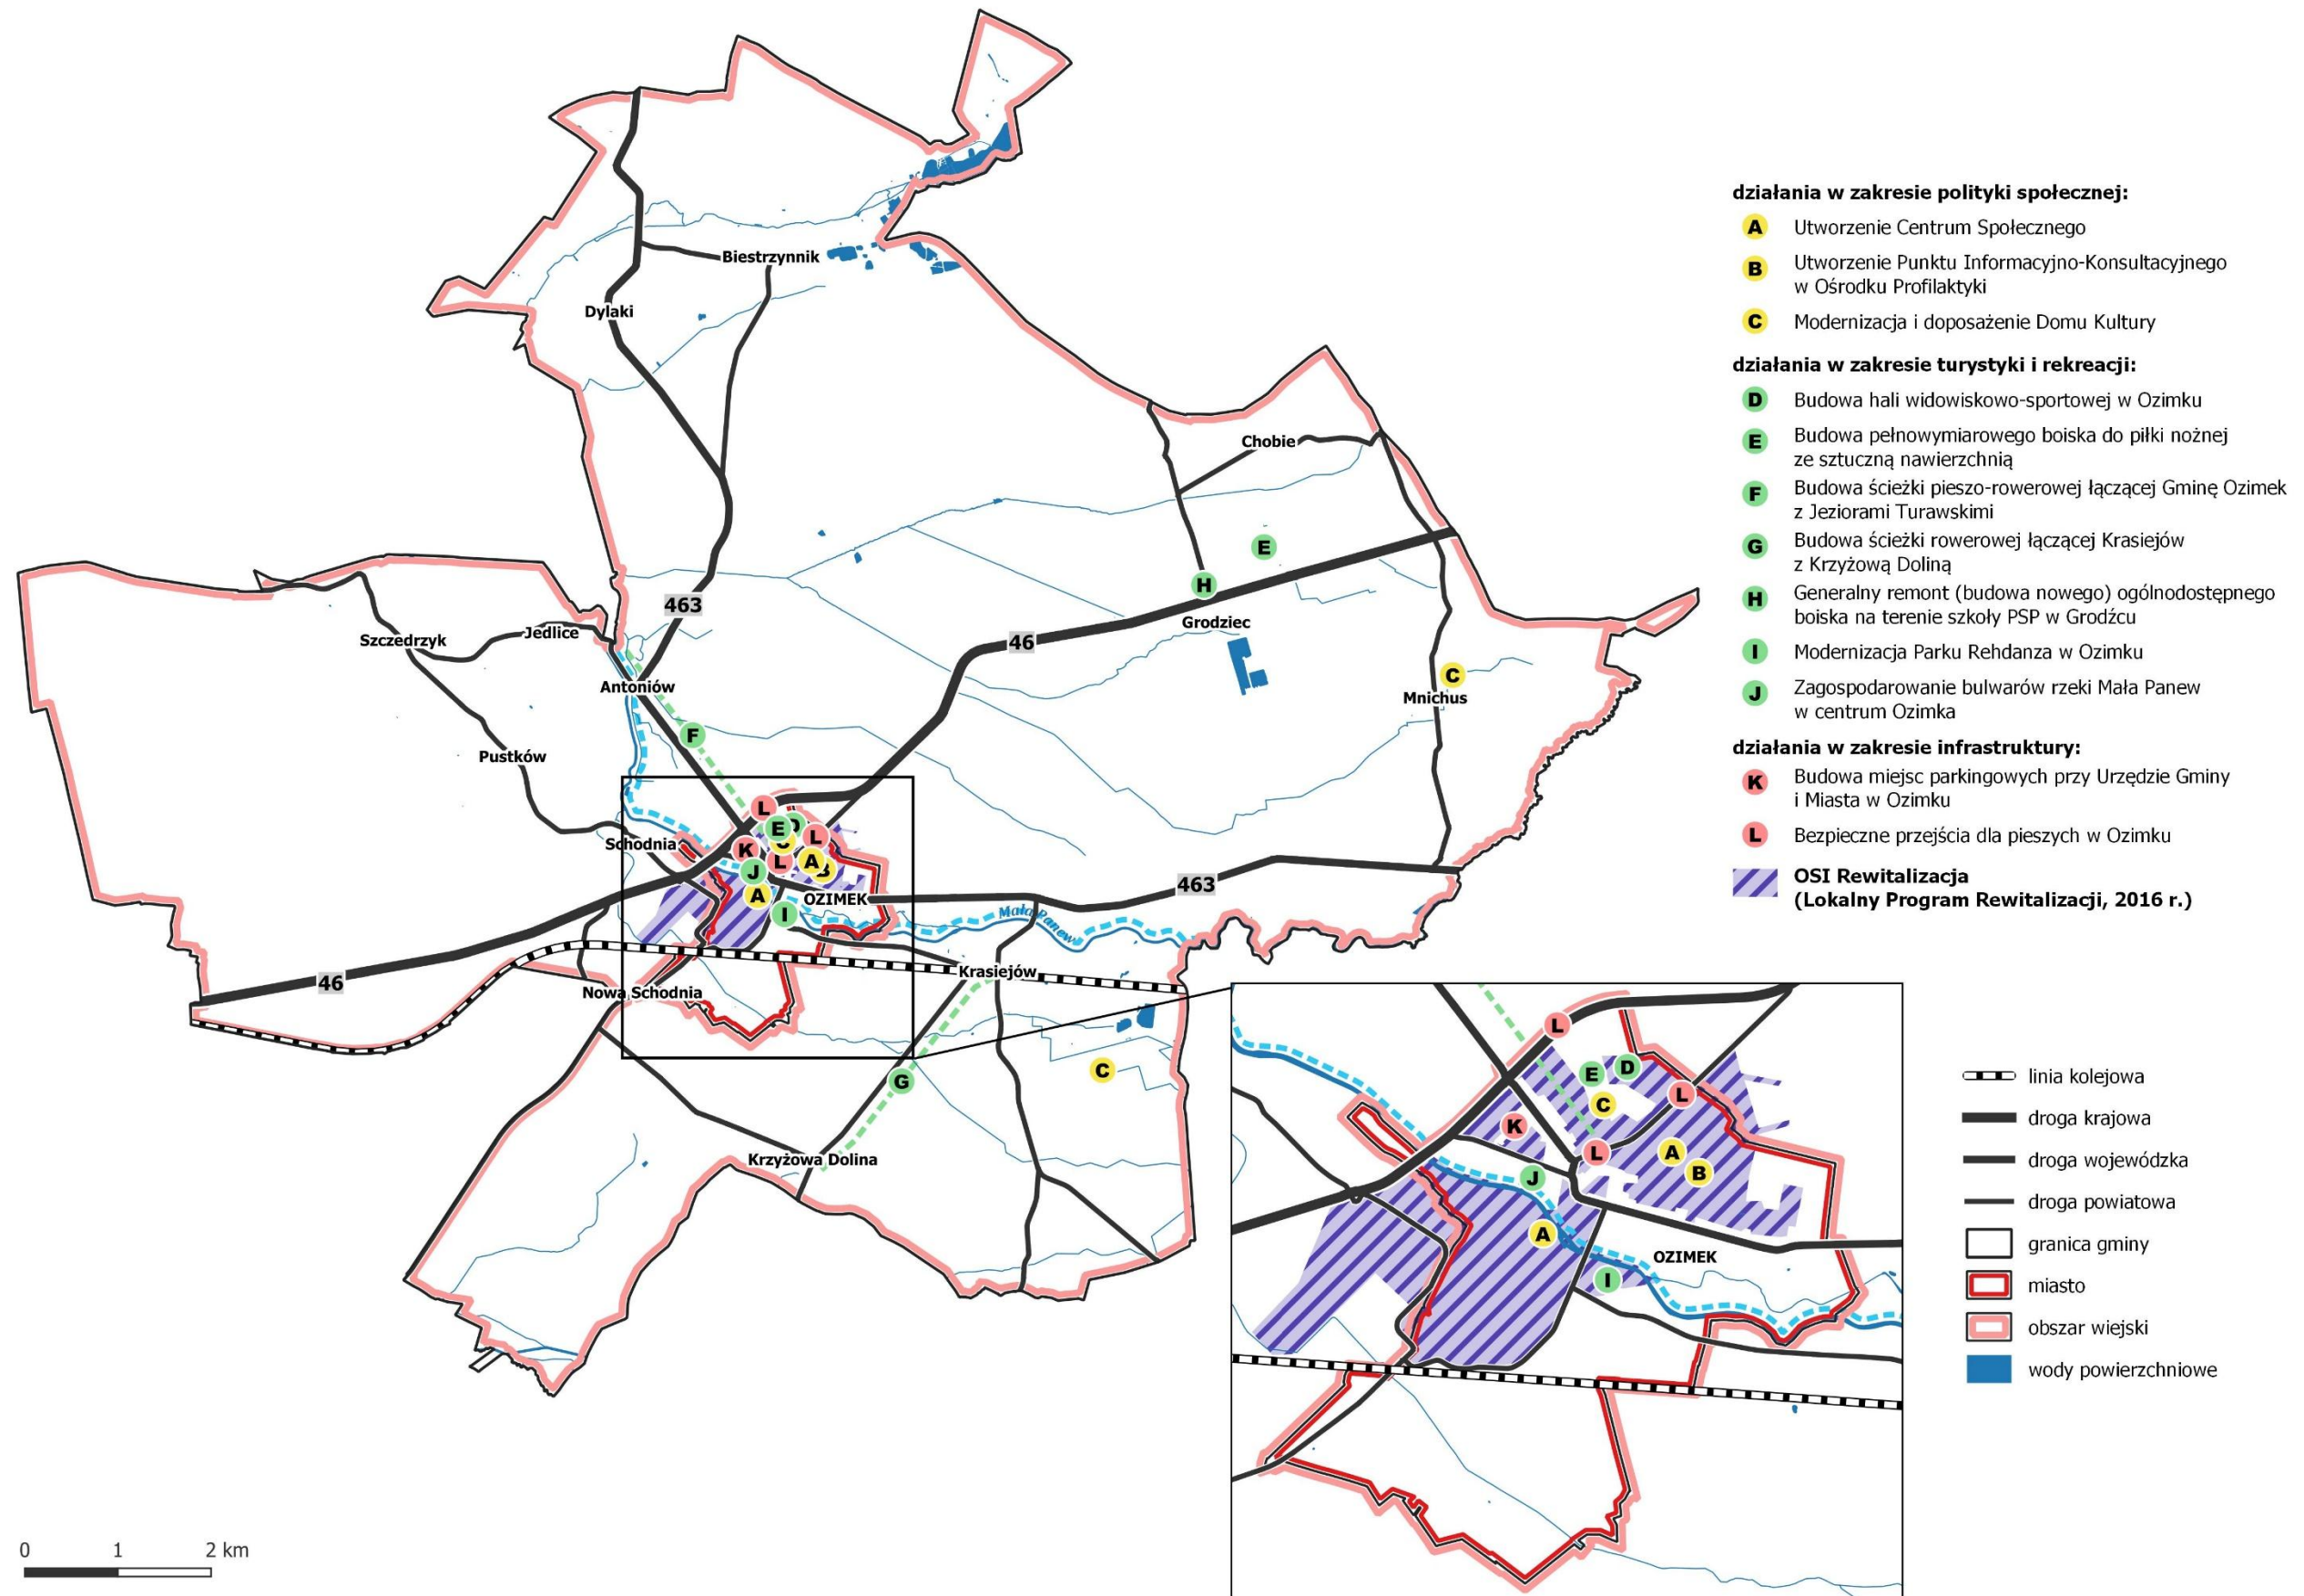 Biestrzynnik
Dylaki
Chobie
E
463
H
Szczedrzyk
Jedlice
46
Grodziec
Antoniów
C
Mnichus
F
Pustków
L
E
D
L
Schodnia
K
C
L
A
B
J
463
A
OZIMEK
I
Mała Panew
46
Krasiejów
Nowa Schodnia
C
G
Krzyżowa Dolina
działania w zakresie polityki społecznej:
A Utworzenie Centrum Społecznego
B Utworzenie Punktu Informacyjno-Konsultacyjnego
w Ośrodku Profilaktyki
C Modernizacja i doposażenie Domu Kultury
działania w zakresie turystyki i rekreacji:
D Budowa hali widowiskowo-sportowej w Ozimku
E Budowa pełnowymiarowego boiska do piłki nożnej
ze sztuczną nawierzchnią
F Budowa ścieżki pieszo-rowerowej łączącej Gminę Ozimek
z Jeziorami Turawskimi
G Budowa ścieżki rowerowej łączącej Krasiejów
z Krzyżową Doliną
H Generalny remont (budowa nowego) ogólnodostępnego
boiska na terenie szkoły PSP w Grodźcu
I Modernizacja Parku Rehdanza w Ozimku
J Zagospodarowanie bulwarów rzeki Mała Panew
w centrum Ozimka
działania w zakresie infrastruktury:
K Budowa miejsc parkingowych przy Urzędzie Gminy
i Miasta w Ozimku
L Bezpieczne przejścia dla pieszych w Ozimku
OSI Rewitalizacja
(Lokalny Program Rewitalizacji, 2016 r.)
L
E
D
C
L
K
L
A
B
J
A
OZIMEK
I
linia kolejowa
droga krajowa
droga wojewódzka
droga powiatowa
granica gminy
miasto
obszar wiejski
wody powierzchniowe
0 1 2 km